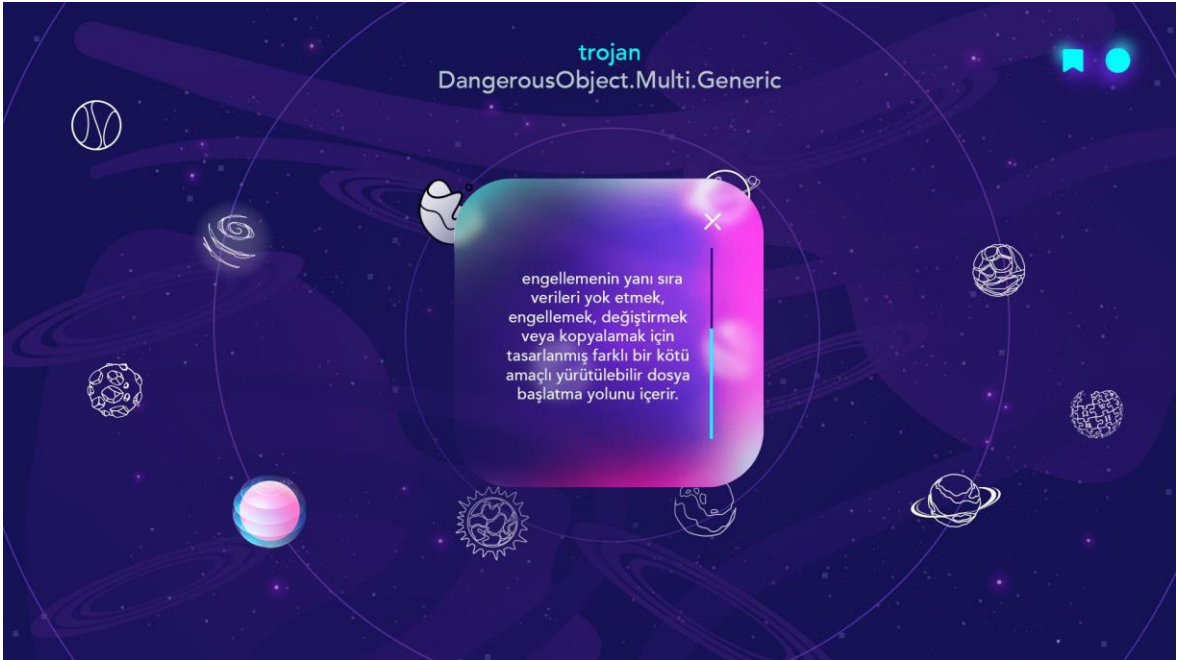 trojan
DangerousObject.Multi.Generic
engellemenin yanı sıra
verileri yok etmek,
engellemek, değiştirmek
veya kopyalamak için
tasarlanmış farklı bir kötü
amaçlı yürütülebilir dosya
başlatma yolunu içerir.